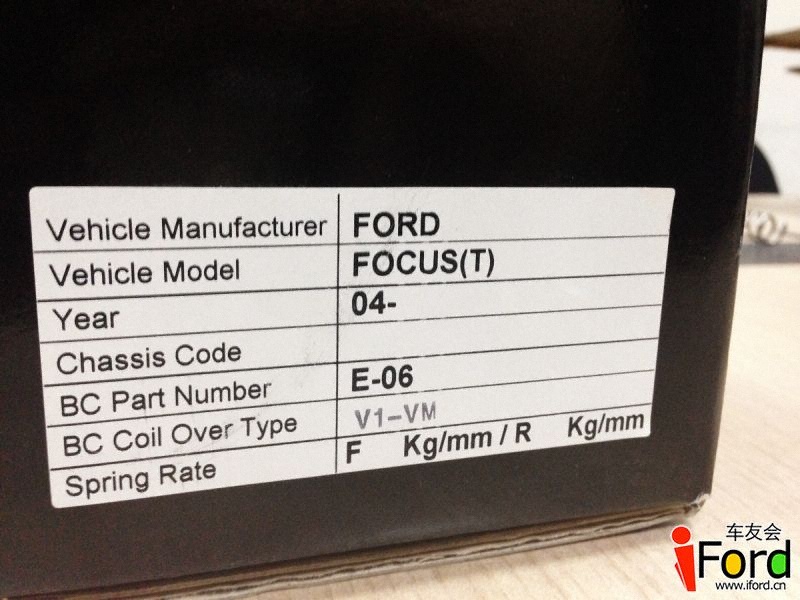 Vehicle Manufacturer FORD
Vehicle Model FOCUS(T)
Year 04-
Chassis Code
BC Part Number E-06
BC Coil Over Type V1-VM
Spring Rate F Kg/mm / R Kg/mm
车友会
iFord
www.iford.cn